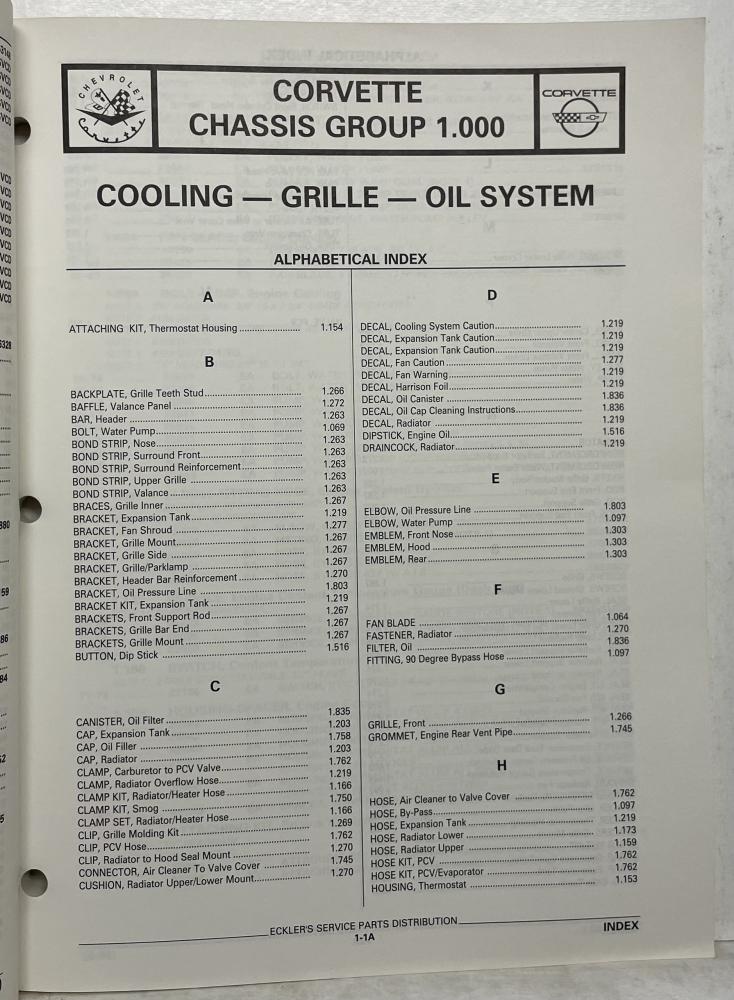 CHEVROLET
Corvette
CORVETTE
CHASSIS GROUP 1.000
CORVETTE
COOLING — GRILLE — OIL SYSTEM
ALPHABETICAL INDEX
A
ATTACHING KIT, Thermostat Housing 1.154
B
BACKPLATE, Grille Teeth Stud 1.266
BAFFLE, Valance Panel 1.272
BAR, Header 1.263
BOLT, Water Pump 1.069
BOND STRIP, Nose 1.263
BOND STRIP, Surround Front 1.263
BOND STRIP, Surround Reinforcement 1.263
BOND STRIP, Upper Grille 1.263
BOND STRIP, Valance 1.263
BRACES, Grille Inner 1.267
BRACKET, Expansion Tank 1.219
BRACKET, Fan Shroud 1.277
BRACKET, Grille Mount 1.267
BRACKET, Grille Side 1.267
BRACKET, Grille/Parklamp 1.267
BRACKET, Header Bar Reinforcement 1.270
BRACKET, Oil Pressure Line 1.803
BRACKET KIT, Expansion Tank 1.219
BRACKETS, Front Support Rod 1.267
BRACKETS, Grille Bar End 1.267
BRACKETS, Grille Mount 1.267
BUTTON, Dip Stick 1.516
C
CANISTER, Oil Filter 1.835
CAP, Expansion Tank 1.203
CAP, Oil Filler 1.758
CAP, Radiator 1.203
CLAMP, Carburetor to PCV Valve 1.762
CLAMP, Radiator Overflow Hose 1.219
CLAMP KIT, Radiator/Heater Hose 1.166
CLAMP KIT, Smog 1.750
CLAMP SET, Radiator/Heater Hose 1.166
CLIP, Grille Molding Kit 1.269
CLIP, PCV Hose 1.762
CLIP, Radiator to Hood Seal Mount 1.270
CONNECTOR, Air Cleaner To Valve Cover 1.745
CUSHION, Radiator Upper/Lower Mount 1.270
D
DECAL, Cooling System Caution 1.219
DECAL, Expansion Tank Caution 1.219
DECAL, Expansion Tank Caution 1.219
DECAL, Fan Caution 1.277
DECAL, Fan Warning 1.219
DECAL, Harrison Foil 1.219
DECAL, Oil Canister 1.836
DECAL, Oil Cap Cleaning Instructions 1.836
DECAL, Radiator 1.219
DIPSTICK, Engine Oil 1.516
DRAINCOCK, Radiator 1.219
E
ELBOW, Oil Pressure Line 1.803
ELBOW, Water Pump 1.097
EMBLEM, Front Nose 1.303
EMBLEM, Hood 1.303
EMBLEM, Rear 1.303
F
FAN BLADE 1.064
FASTENER, Radiator 1.270
FILTER, Oil 1.836
FITTING, 90 Degree Bypass Hose 1.097
G
GRILLE, Front 1.266
GROMMET, Engine Rear Vent Pipe 1.745
H
HOSE, Air Cleaner to Valve Cover 1.762
HOSE, By-Pass 1.097
HOSE, Expansion Tank 1.219
HOSE, Radiator Lower 1.173
HOSE, Radiator Upper 1.159
HOSE KIT, PCV 1.762
HOSE KIT, PCV/Evaporator 1.762
HOUSING, Thermostat 1.153
ECKLER'S SERVICE PARTS DISTRIBUTION
INDEX
1-1A